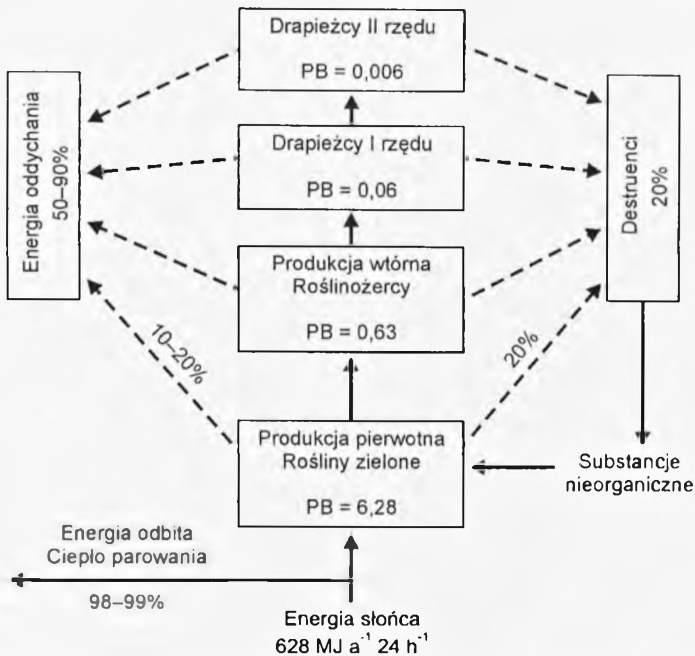 Drapieżcy II rzędu
PB = 0,006
Drapieżcy I rzędu
PB = 0,06
Energia oddychania
50–90%
Destruenci
20%
Produkcja wtórna
Roślinożercy
PB = 0,63
10–20%
20%
Produkcja pierwotna
Rośliny zielone
PB = 6,28
Substancje
nieorganiczne
Energia odbita
Ciepło parowania
98–99%
Energia słońca
628 MJ a⁻¹ 24 h⁻¹